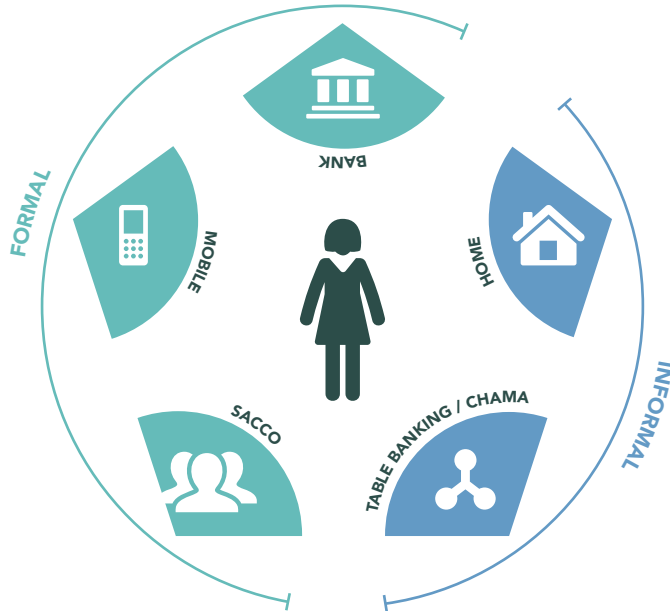 FORMAL
BANK
MOBILE
SACCO
HOME
TABLE BANKING / CHAMA
INFORMAL